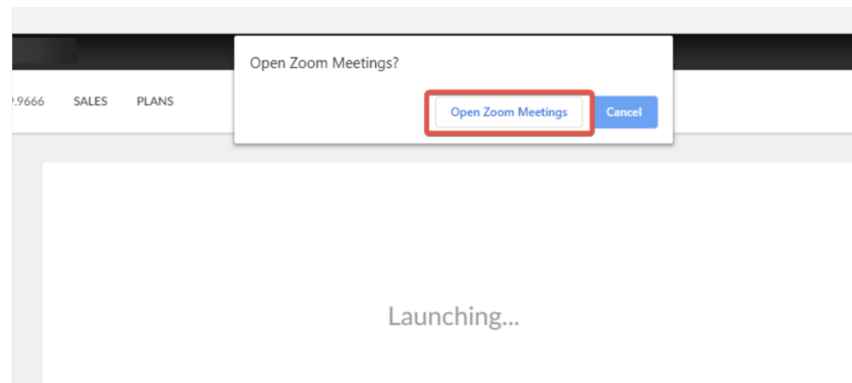 Open Zoom Meetings?
Open Zoom Meetings Cancel
.9666 SALES PLANS
Launching...